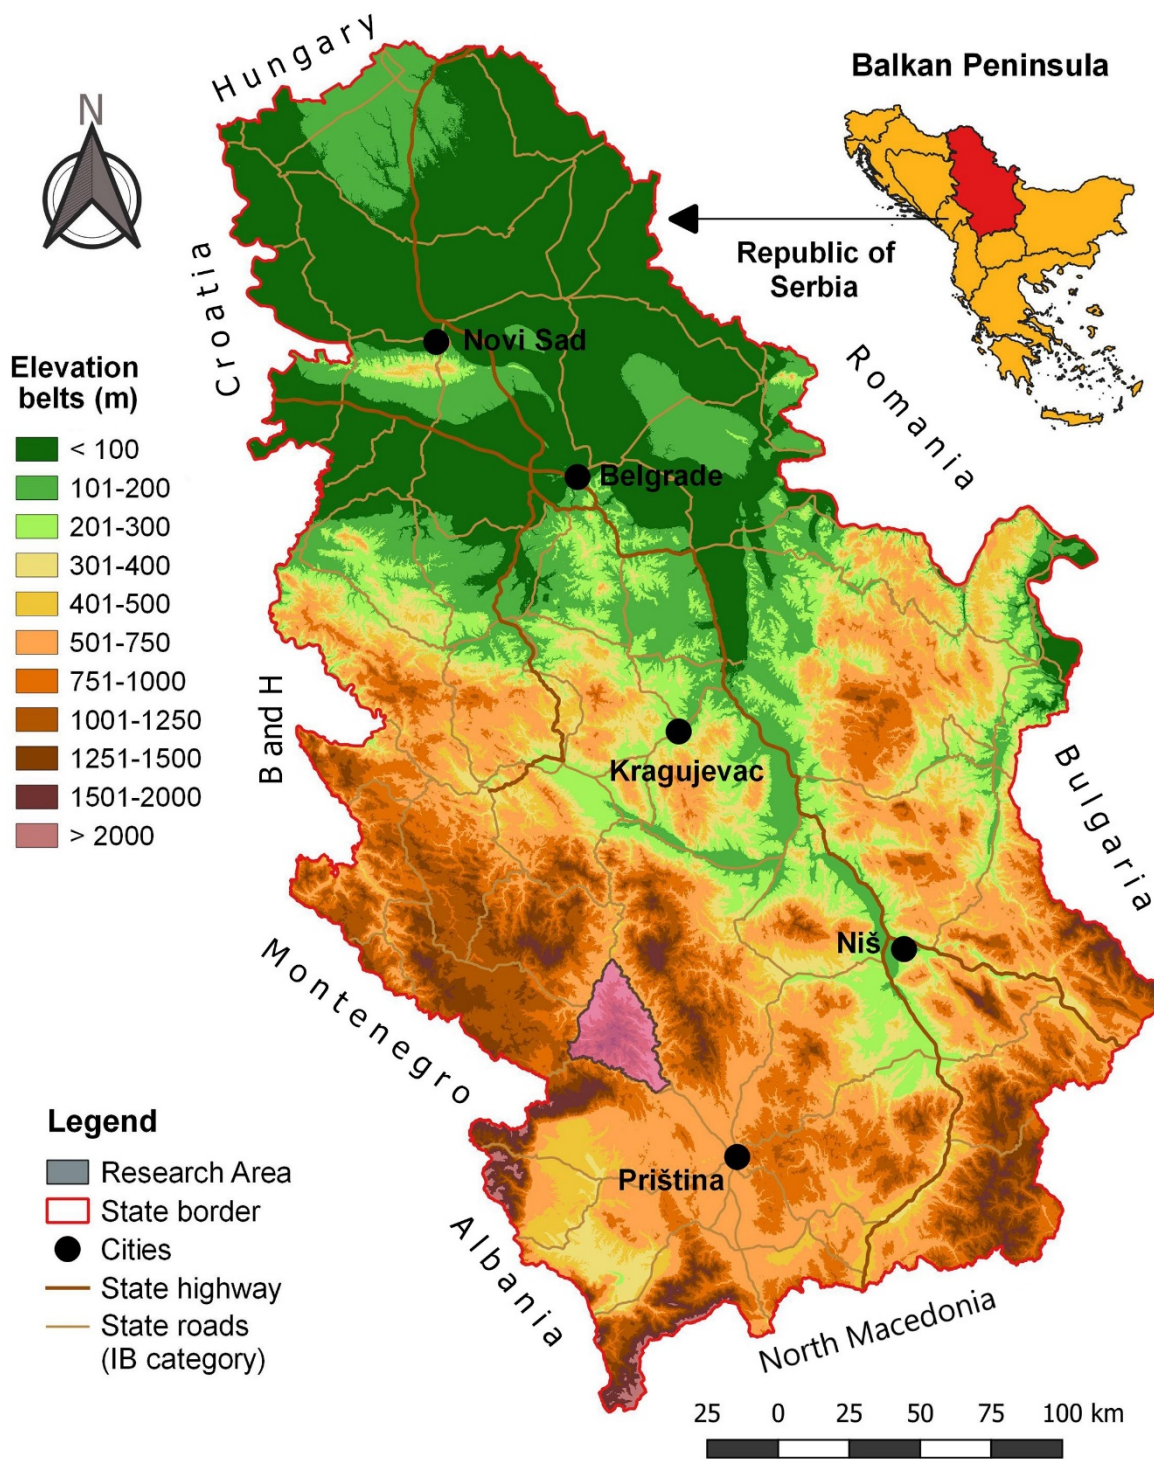 Hungary
N
Balkan Peninsula
Croatia
Republic of
Serbia
Novi Sad
Romania
Elevation
belts (m)
< 100
101-200
201-300
301-400
401-500
501-750
751-1000
1001-1250
1251-1500
1501-2000
> 2000
Belgrade
B and H
Kragujevac
Bulgaria
Niš
Montenegro
Priština
Albania
North Macedonia
Legend
Research Area
State border
Cities
State highway
State roads
(IB category)
25 0 25 50 75 100 km